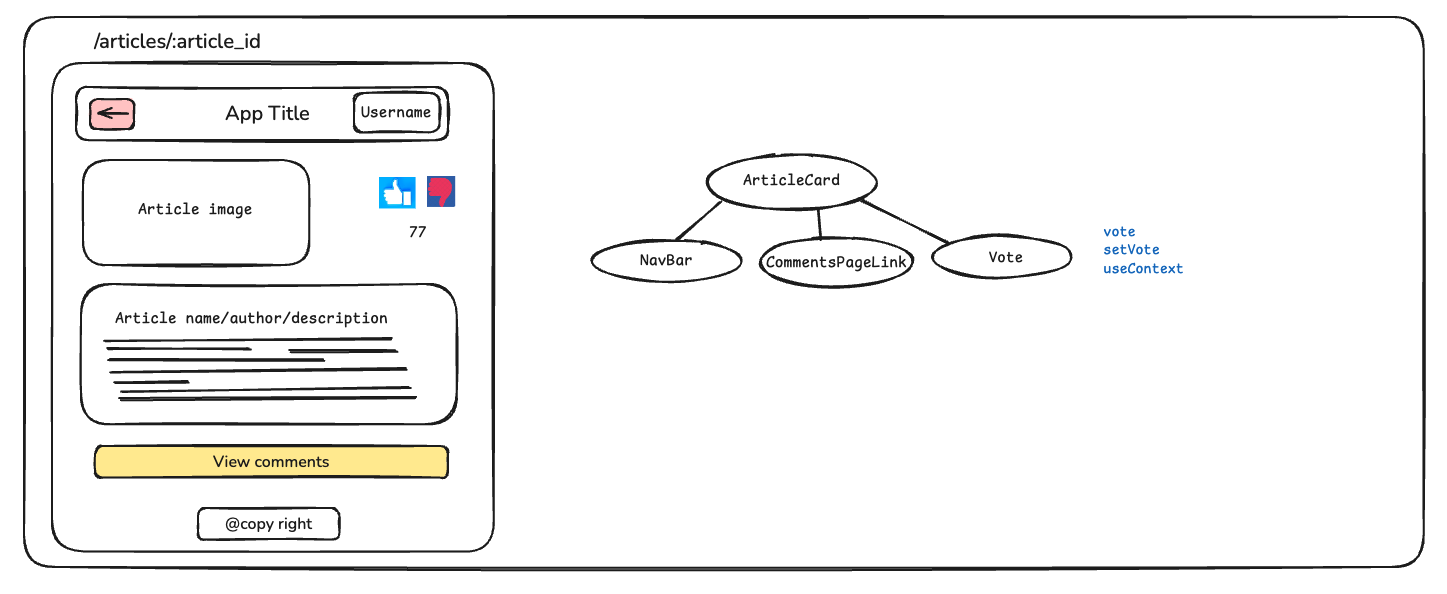 /articles/:article_id
App Title
Username
Article image
77
Article name/author/description
View comments
@copy right
ArticleCard
NavBar
CommentsPageLink
Vote
vote
setVote
useContext